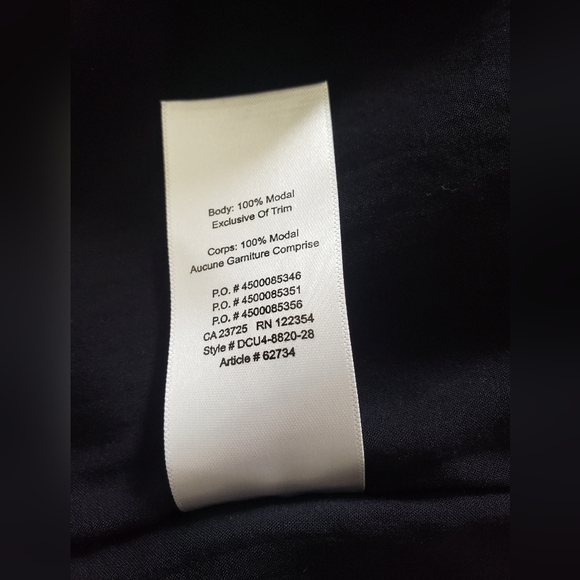 Body: 100% Modal
Exclusive Of Trim
Corps: 100% Modal
Aucune Garniture Comprise
P.O. # 4500085346
P.O. # 4500085351
P.O. # 4500085356
CA 23725 RN 122354
Style # DCU4-8820-28
Article # 62734